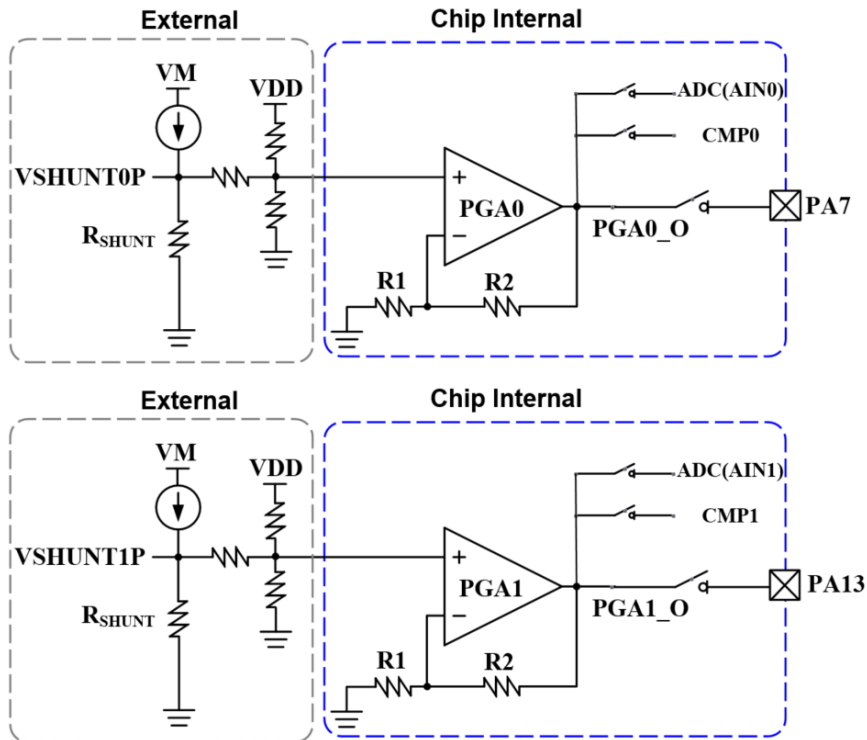 External
Chip Internal
VM
VDD
ADC(AIN0)
CMP0
VSHUNT0P
PGA0
PGA0_O
PA7
RSHUNT
R1
R2
External
Chip Internal
VM
VDD
ADC(AIN1)
CMP1
VSHUNT1P
PGA1
PGA1_O
PA13
RSHUNT
R1
R2
+
−
+
−